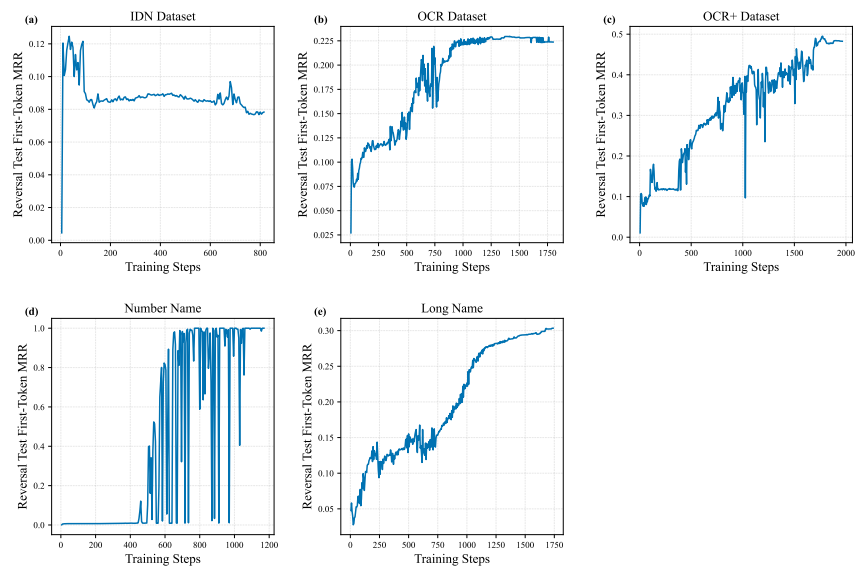 (a) IDN Dataset
Reversal Test First-Token MRR
0.12
0.10
0.08
0.06
0.04
0.02
0.00
0 200 400 600 800
Training Steps
(b) OCR Dataset
Reversal Test First-Token MRR
0.225
0.200
0.175
0.150
0.125
0.100
0.075
0.050
0.025
0 250 500 750 1000 1250 1500 1750
Training Steps
(c) OCR+ Dataset
Reversal Test First-Token MRR
0.5
0.4
0.3
0.2
0.1
0.0
0 500 1000 1500 2000
Training Steps
(d) Number Name
Reversal Test First-Token MRR
1.0
0.8
0.6
0.4
0.2
0.0
0 200 400 600 800 1000 1200
Training Steps
(e) Long Name
Reversal Test First-Token MRR
0.30
0.25
0.20
0.15
0.10
0.05
0 250 500 750 1000 1250 1500 1750
Training Steps